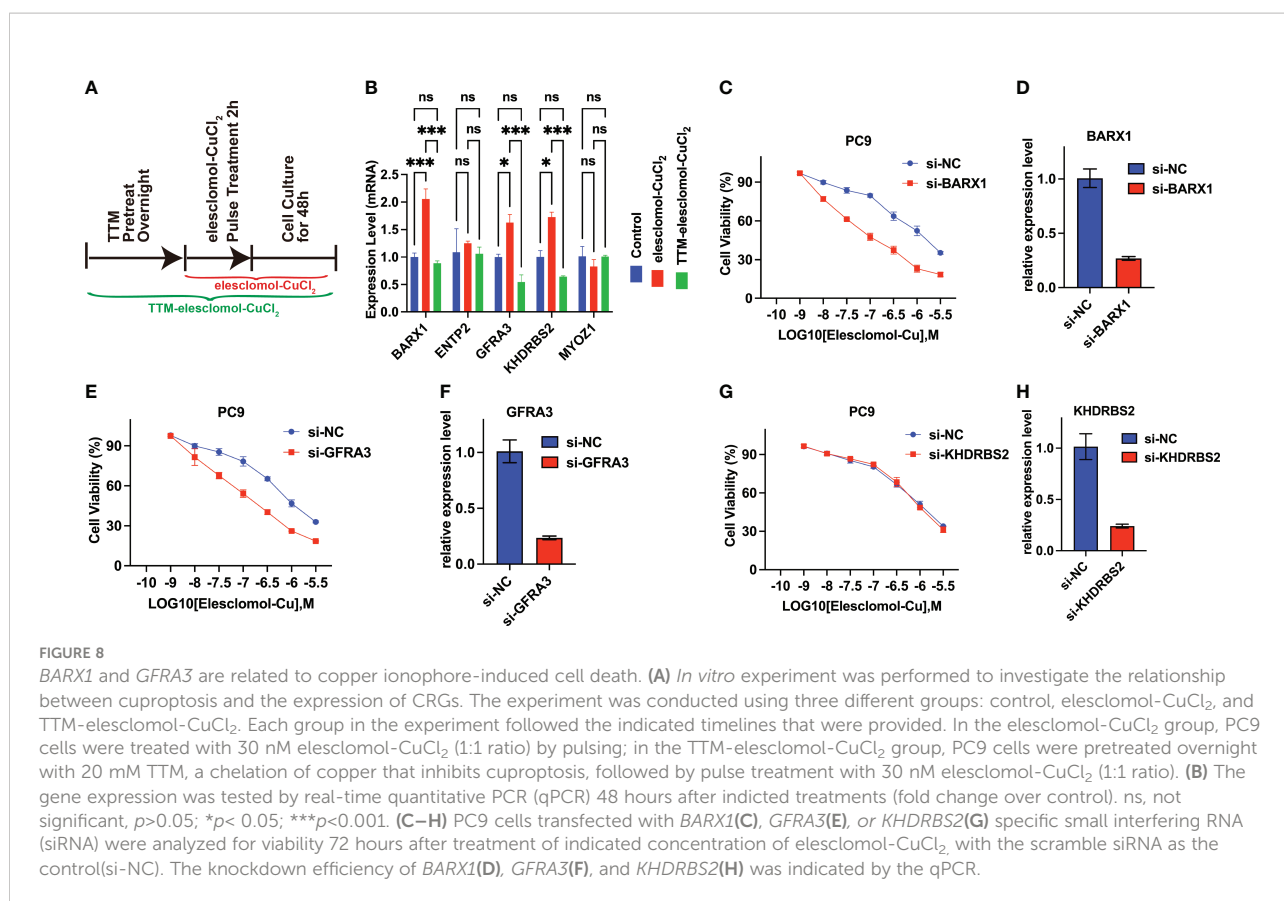 A
TTM
Pretreat
Overnight
elesclomol-CuCl2
Pulse Treatment 2h
Cell Culture
for 48h
elesclomol-CuCl2
TTM-elesclomol-CuCl2
B
ns ns ns ns ns
*** ns *** *** ns
*** ns * * ns
Expression Level (mRNA)
2.5
2.0
1.5
1.0
0.5
0.0
BARX1
ENTP2
GFRA3
KHDRBS2
MYOZ1
Control
elesclomol-CuCl2
TTM-elesclomol-CuCl2
C
PC9
si-NC
si-BARX1
Cell Viability (%)
90
60
30
0
-10 -9 -8 -7.5 -7 -6.5 -6 -5.5
LOG10[Elesclomol-Cu],M
D
BARX1
si-NC
si-BARX1
relative expression level
1.0
0.5
0.0
si-NC
si-BARX1
E
PC9
si-NC
si-GFRA3
Cell Viability (%)
90
60
30
0
-10 -9 -8 -7.5 -7 -6.5 -6 -5.5
LOG10[Elesclomol-Cu],M
F
GFRA3
si-NC
si-GFRA3
relative expression level
1.0
0.5
0.0
si-NC
si-GFRA3
G
PC9
si-NC
si-KHDRBS2
Cell Viability (%)
90
60
30
0
-10 -9 -8 -7.5 -7 -6.5 -6 -5.5
LOG10[Elesclomol-Cu],M
H
KHDRBS2
si-NC
si-KHDRBS2
relative expression level
1.0
0.5
0.0
si-NC
si-KHDRBS2
FIGURE 8
BARX1 and GFRA3 are related to copper ionophore-induced cell death. (A) In vitro experiment was performed to investigate the relationship
between cuproptosis and the expression of CRGs. The experiment was conducted using three different groups: control, elesclomol-CuCl2, and
TTM-elesclomol-CuCl2. Each group in the experiment followed the indicated timelines that were provided. In the elesclomol-CuCl2 group, PC9
cells were treated with 30 nM elesclomol-CuCl2 (1:1 ratio) by pulsing; in the TTM-elesclomol-CuCl2 group, PC9 cells were pretreated overnight
with 20 mM TTM, a chelation of copper that inhibits cuproptosis, followed by pulse treatment with 30 nM elesclomol-CuCl2 (1:1 ratio). (B) The
gene expression was tested by real-time quantitative PCR (qPCR) 48 hours after indicted treatments (fold change over control). ns, not
significant, p>0.05; *p< 0.05; ***p<0.001. (C–H) PC9 cells transfected with BARX1(C), GFRA3(E), or KHDRBS2(G) specific small interfering RNA
(siRNA) were analyzed for viability 72 hours after treatment of indicated concentration of elesclomol-CuCl2, with the scramble siRNA as the
control(si-NC). The knockdown efficiency of BARX1(D), GFRA3(F), and KHDRBS2(H) was indicated by the qPCR.